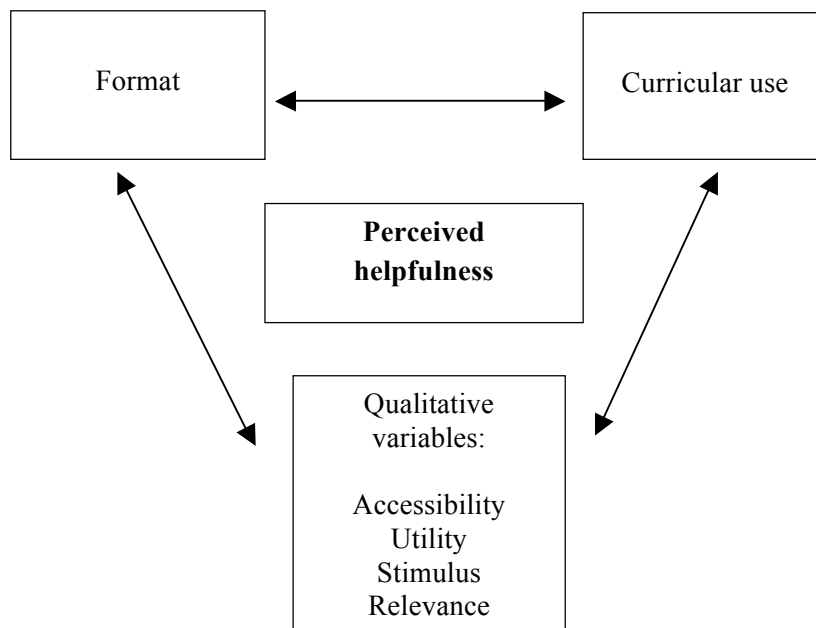 Format
Curricular use
Perceived
helpfulness
Qualitative
variables:
Accessibility
Utility
Stimulus
Relevance